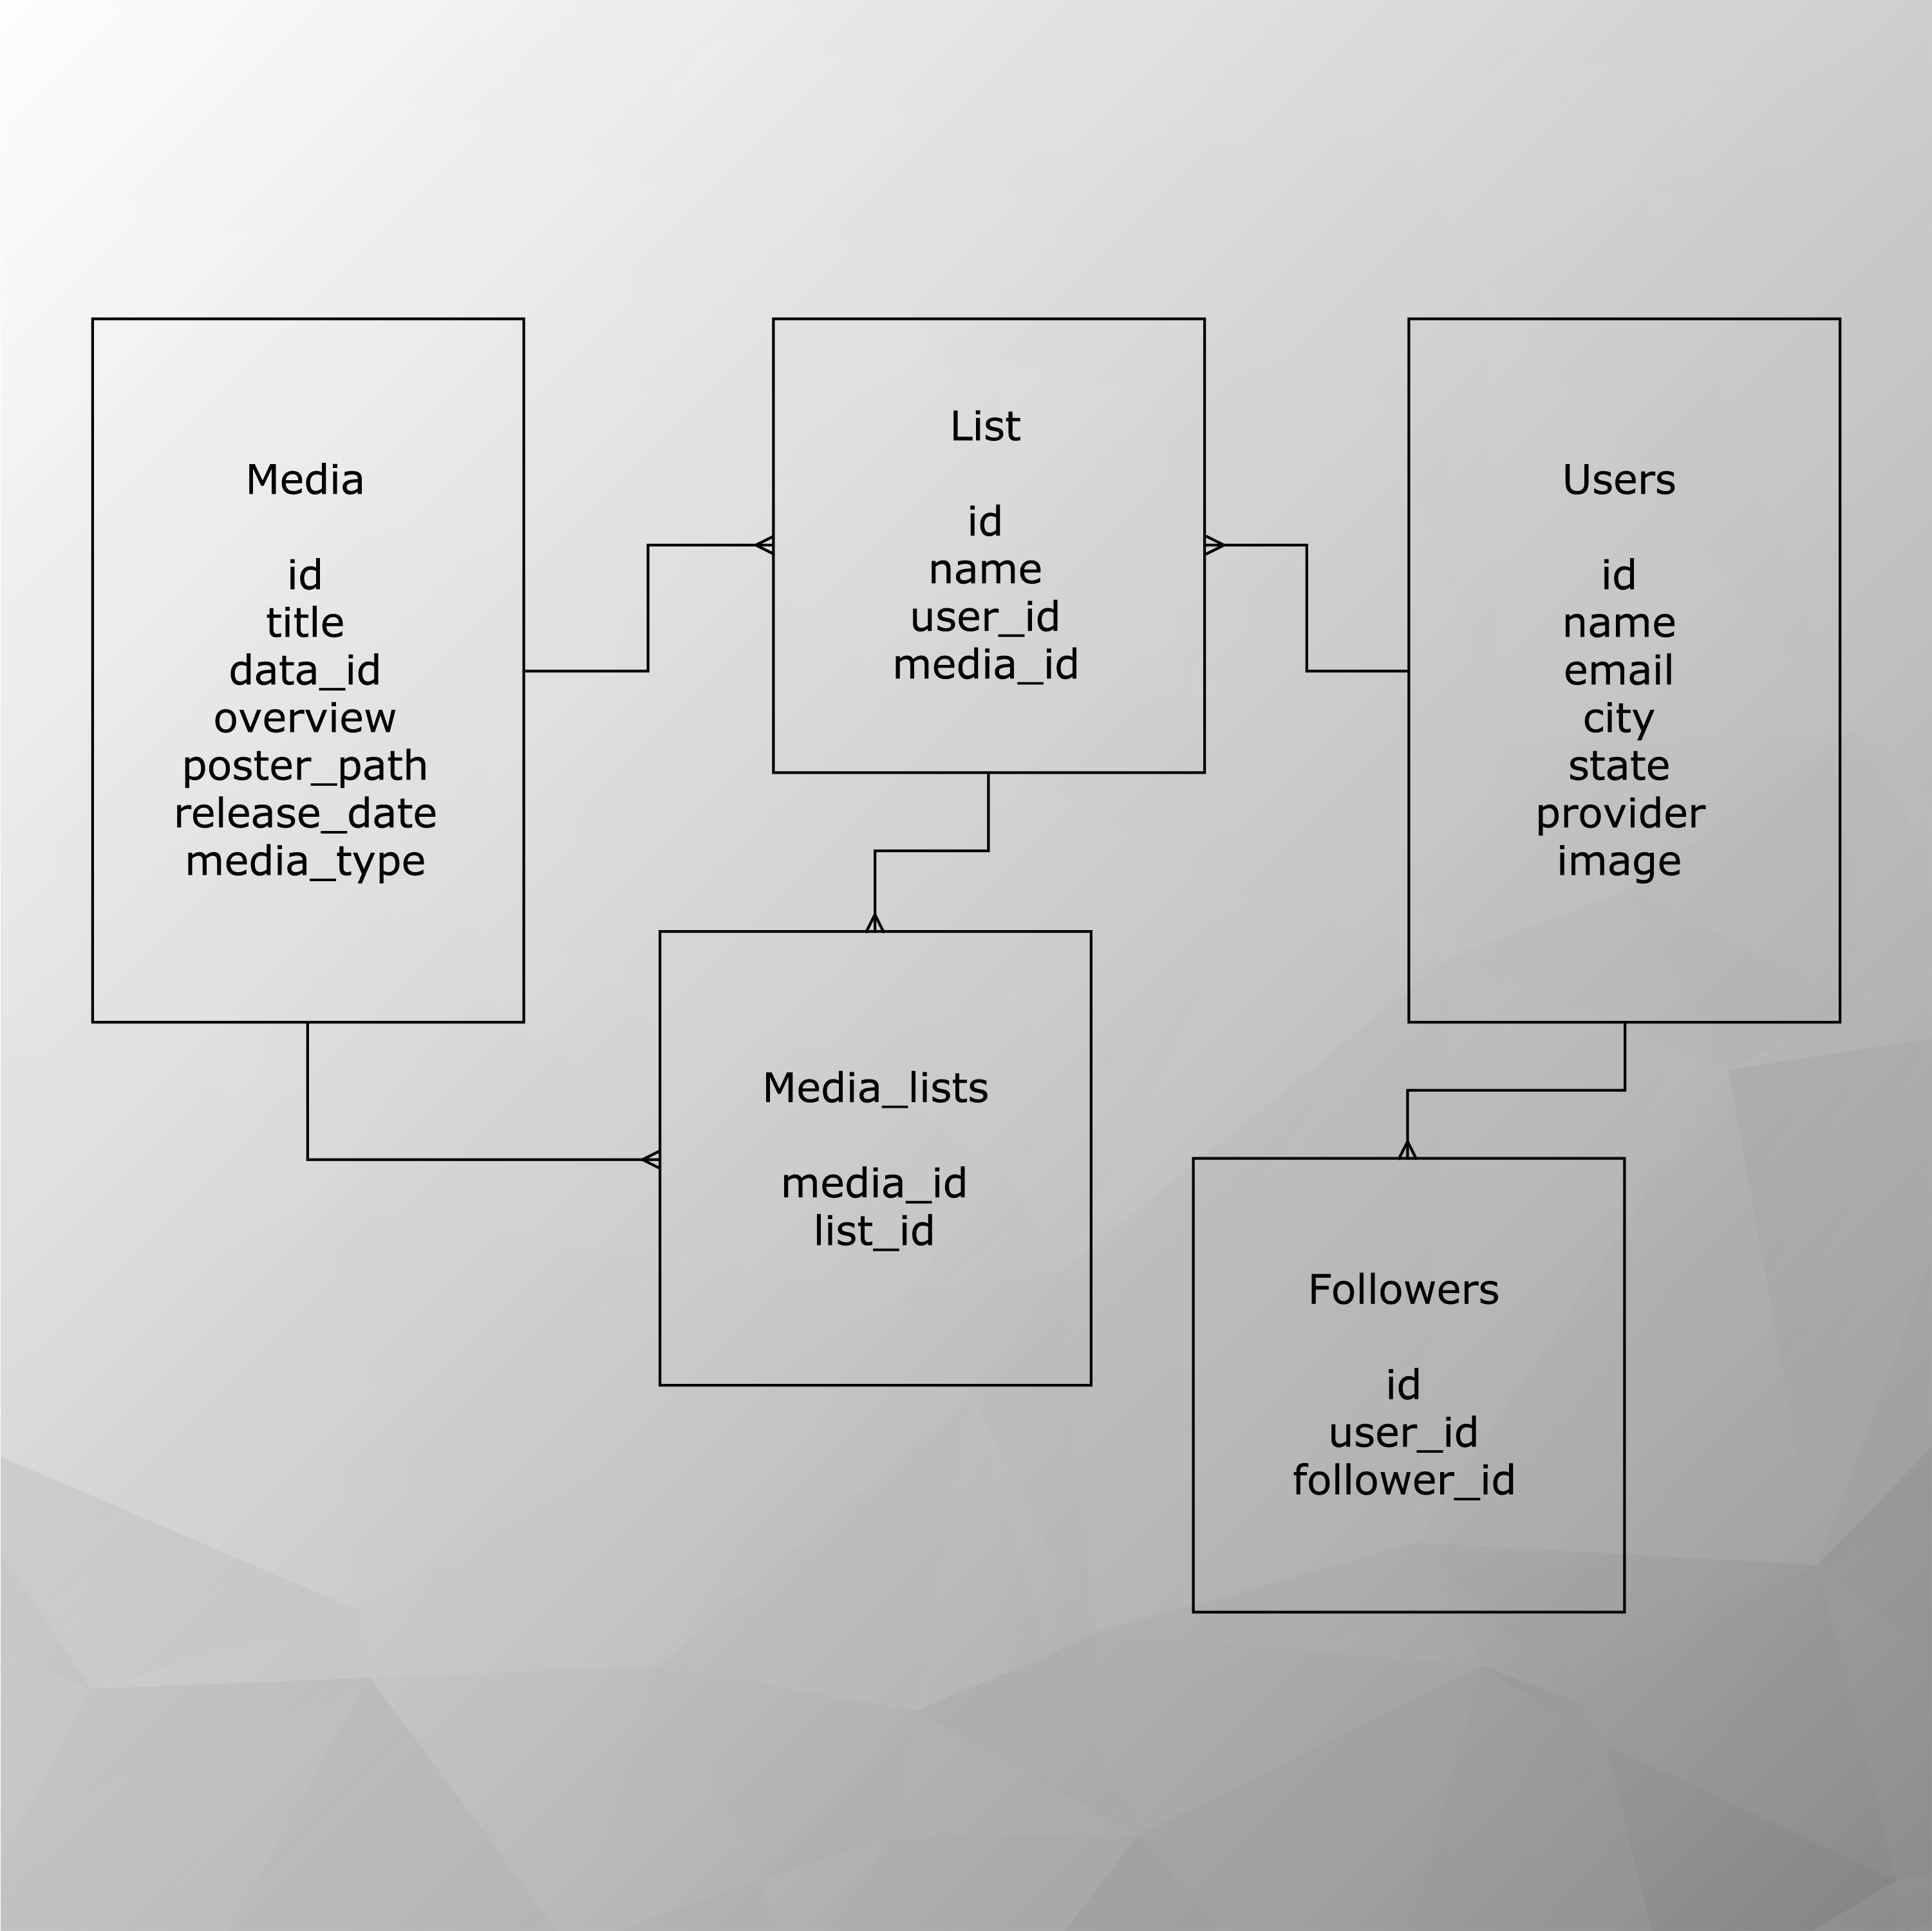 Media
id
title
data_id
overview
poster_path
release_date
media_type
List
id
name
user_id
media_id
Users
id
name
email
city
state
provider
image
Media_lists
media_id
list_id
Followers
id
user_id
follower_id